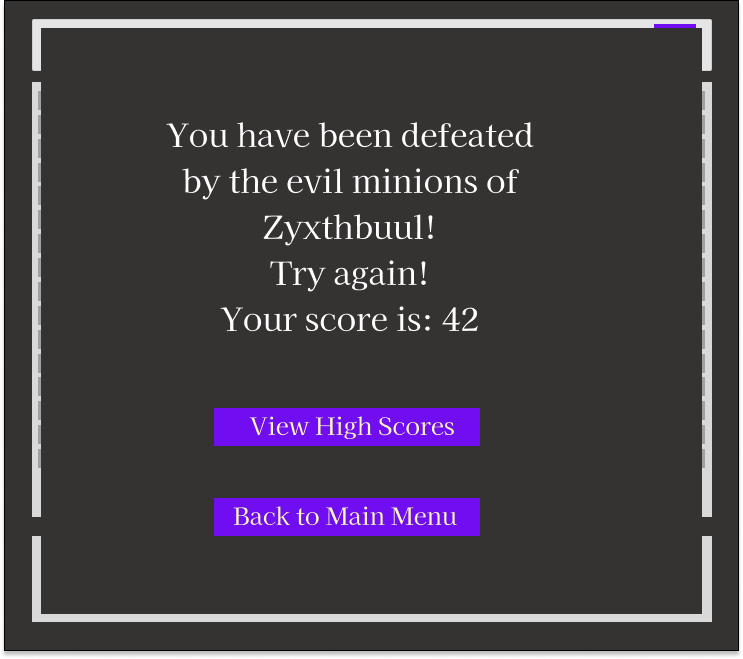 You have been defeated
by the evil minions of
Zyxthbuul!
Try again!
Your score is: 42
View High Scores
Back to Main Menu